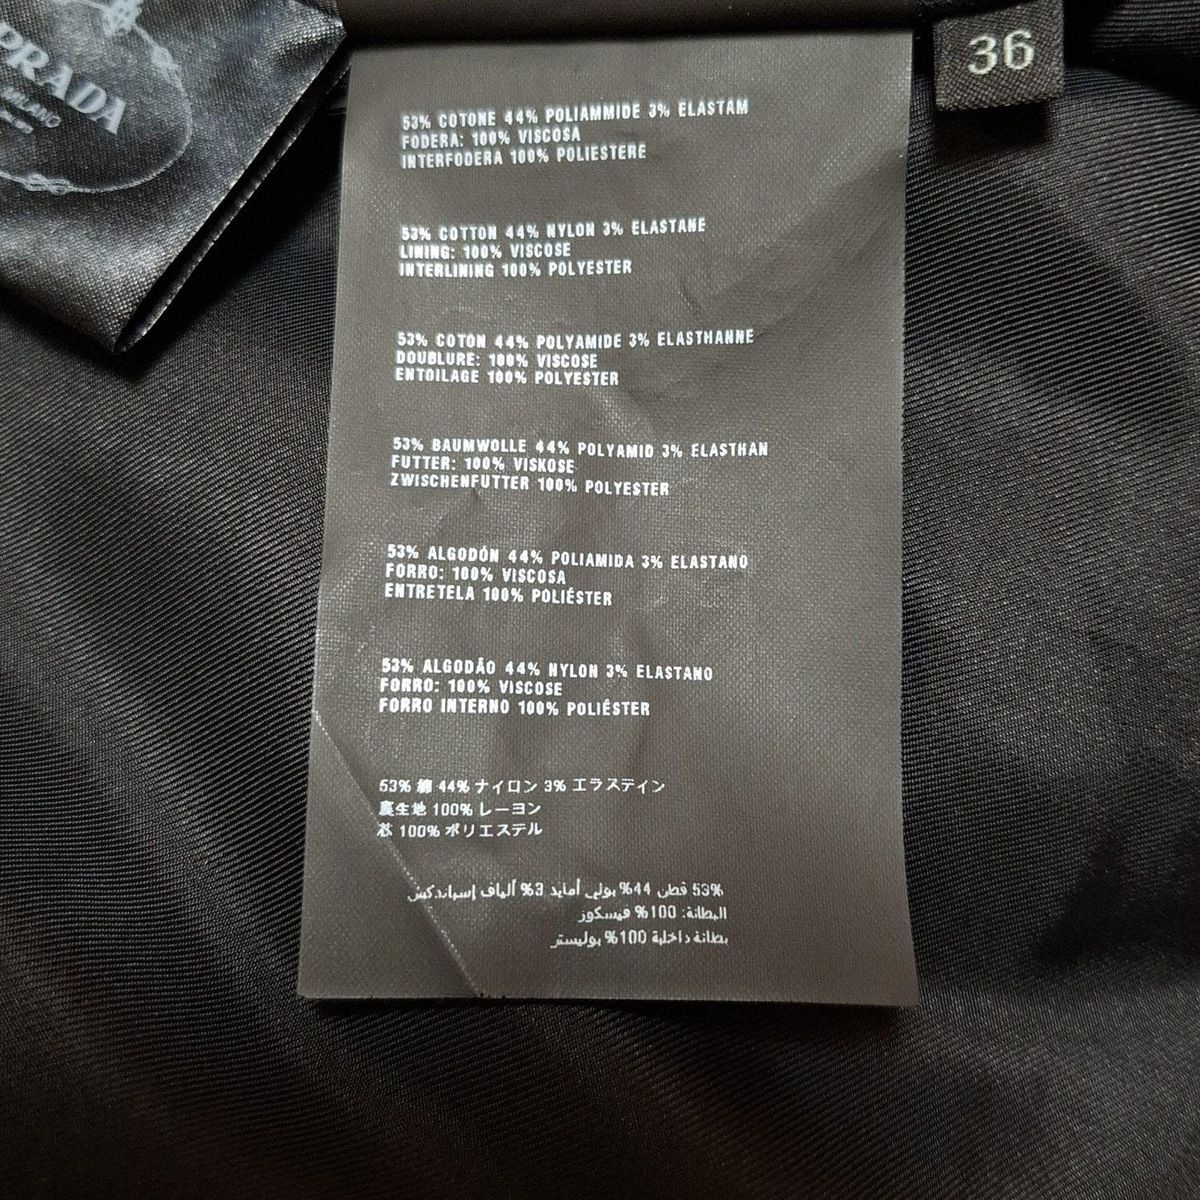 PRADA
MILANO
36
53% COTONE 44% POLIAMMIDE 3% ELASTAM
FODERA: 100% VISCOSA
INTERFODERA 100% POLIESTERE
53% COTTON 44% NYLON 3% ELASTANE
LINING: 100% VISCOSE
INTERLINING 100% POLYESTER
53% COTON 44% POLYAMIDE 3% ELASTHANNE
DOUBLURE: 100% VISCOSE
ENTOILAGE 100% POLYESTER
53% BAUMWOLLE 44% POLYAMID 3% ELASTHAN
FUTTER: 100% VISKOSE
ZWISCHENFUTTER 100% POLYESTER
53% ALGODÓN 44% POLIAMIDA 3% ELASTANO
FORRO: 100% VISCOSA
ENTRETELA 100% POLIÉSTER
53% ALGODÃO 44% NYLON 3% ELASTANO
FORRO: 100% VISCOSE
FORRO INTERNO 100% POLIÉSTER
53% 綿 44% ナイロン 3% エラステイン
裏生地 100% レーヨン
芯 100% ポリエステル
53% قطن 44% بولي أمايد 3% ألياف إسباندكس
البطانة: 100% فيسكوز
بطانة داخلية 100% بوليستر